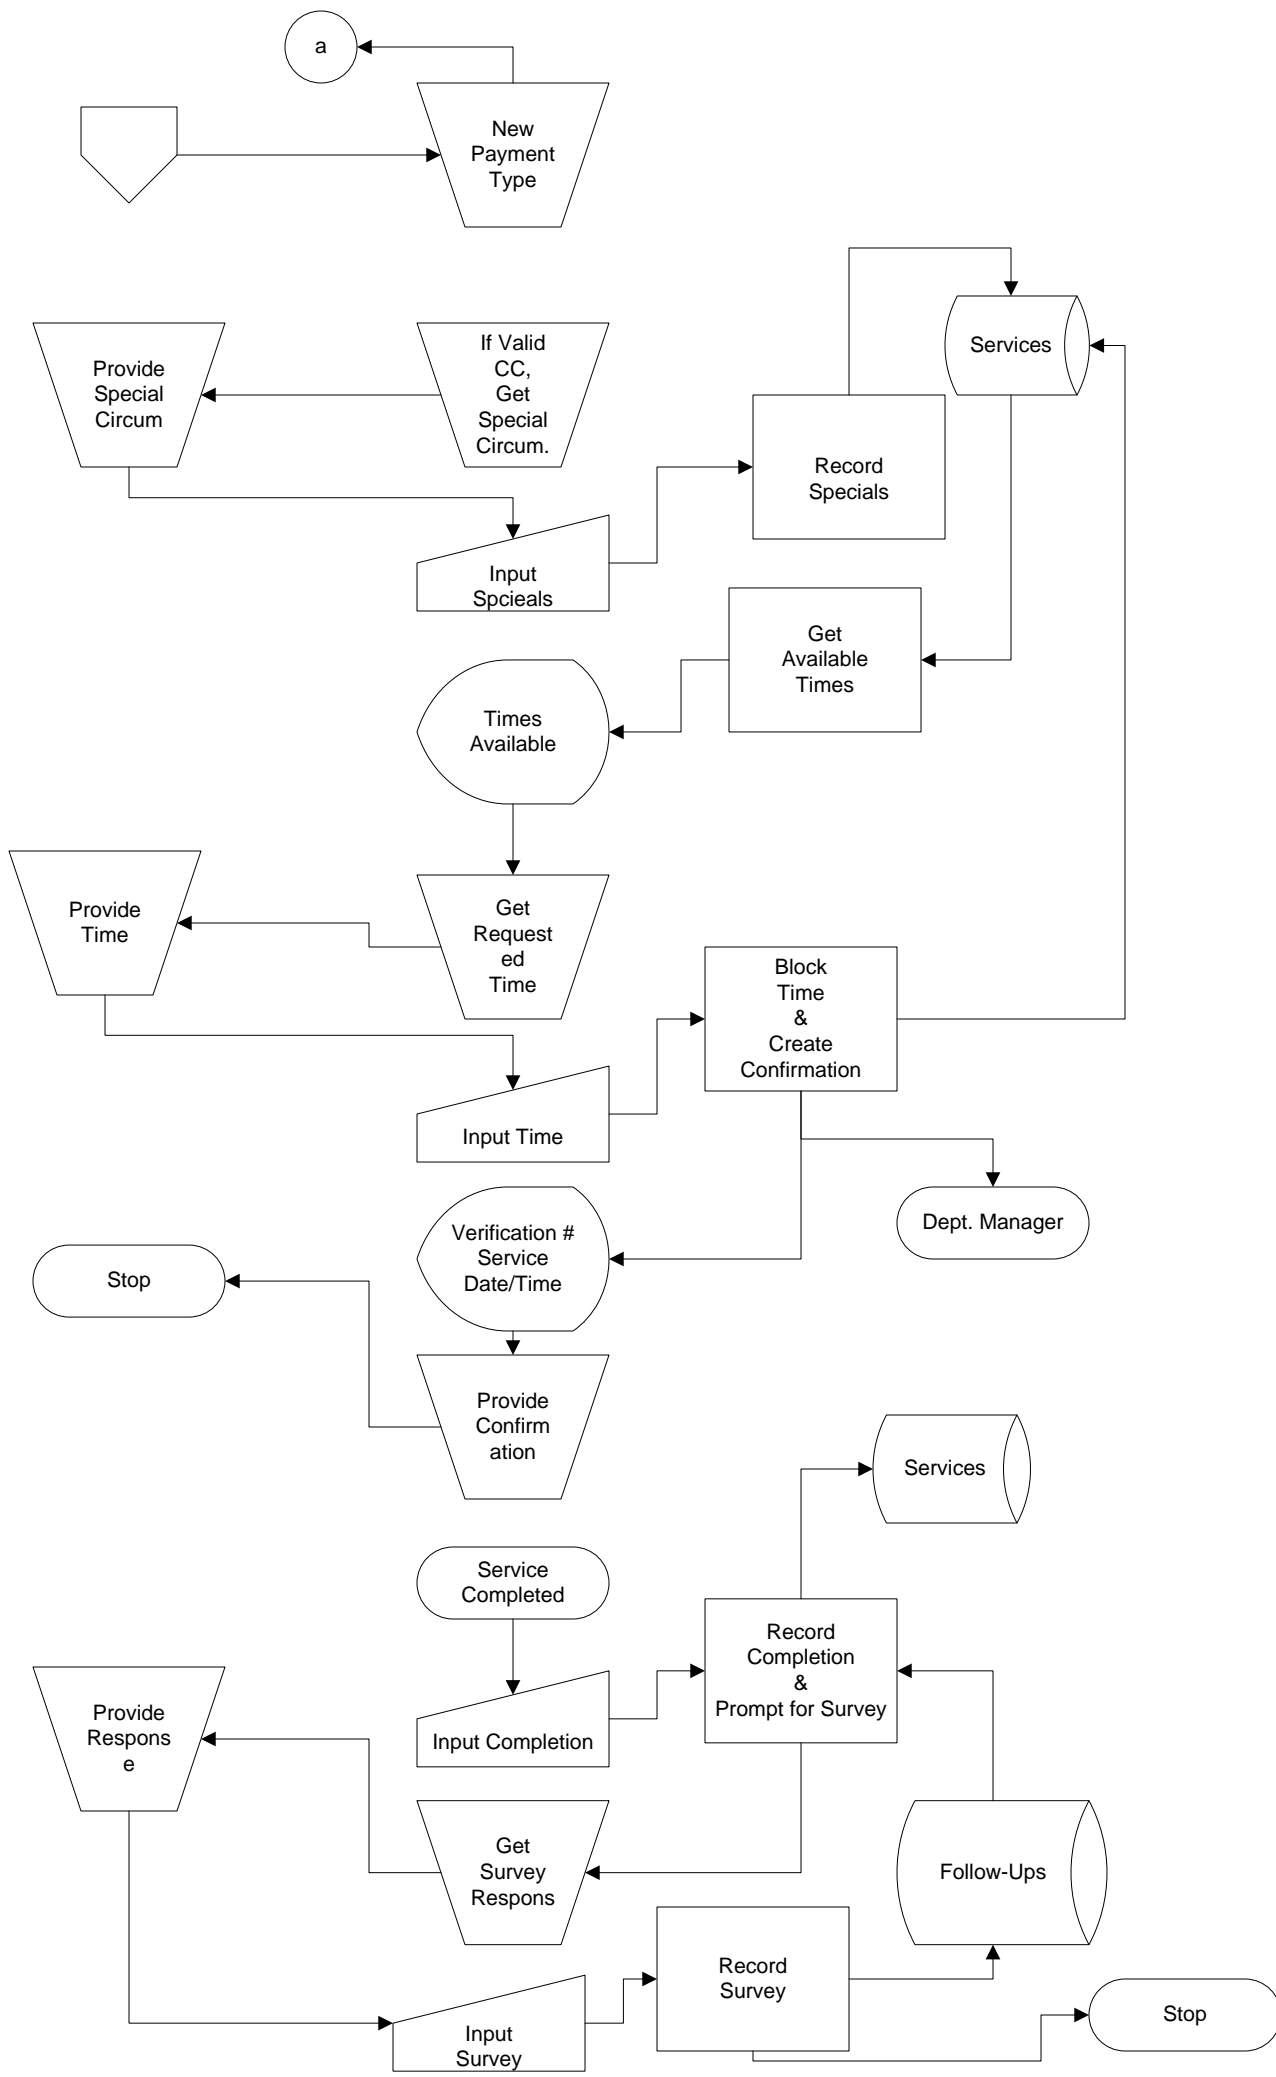 a
New
Payment
Type
Provide
Special
Circum
If Valid
CC,
Get
Special
Circum.
Services
Record
Specials
Input
Spcieals
Get
Available
Times
Times
Available
Provide
Time
Get
Request
ed
Time
Block
Time
&
Create
Confirmation
Input Time
Dept. Manager
Verification #
Service
Date/Time
Stop
Provide
Confirm
ation
Services
Service
Completed
Record
Completion
&
Prompt for Survey
Provide
Respons
e
Input Completion
Get
Survey
Respons
Follow-Ups
Record
Survey
Stop
Input
Survey